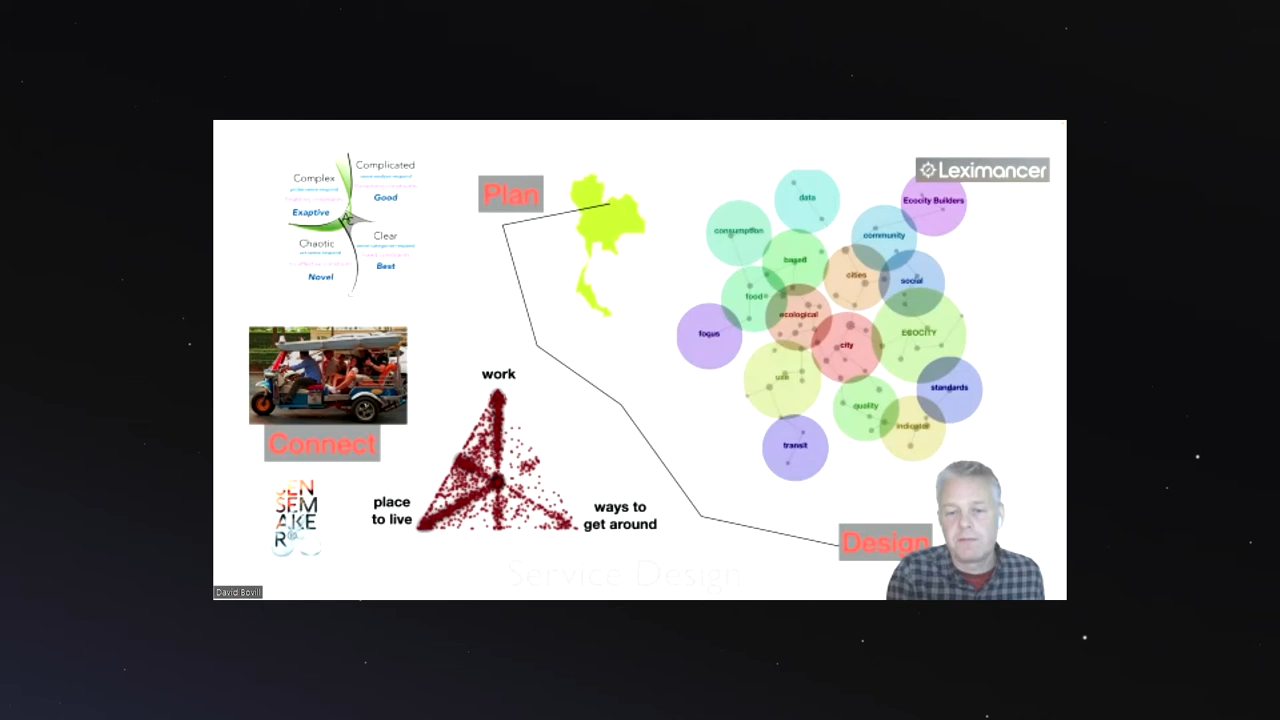 Complicated
Complex
Good
Exaptive
Clear
Chaotic
Best
Novel
Plan
Leximancer
data
Ecocity Builders
consumption
community
based
cities
social
food
ecological
focus
ECOCITY
city
use
standards
quality
indicator
transit
Connect
work
place
to live
ways to
get around
SEN
SEM
AKE
R
Design
Service Design
David Bovill